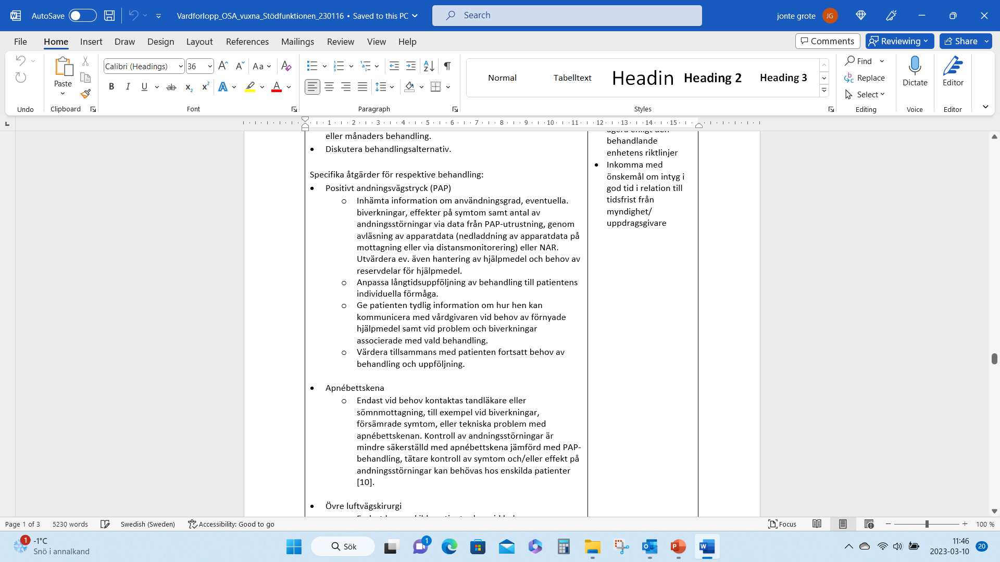 AutoSave
Vardforlopp_OSA_vuxna_Stödfunktionen_230116 • Saved to this PC
Search
jonte grote
JG
File
Home
Insert
Draw
Design
Layout
References
Mailings
Review
View
Help
Comments
Reviewing
Share
Undo
Paste
Clipboard
Calibri (Headings)
36
Font
Paragraph
Normal
Tabelltext
Headin
Heading 2
Heading 3
Styles
Find
Replace
Select
Editing
Dictate
Voice
Editor
Editor
1 2 3 4 5 6 7 8 9 10 11 12 13 14 15
eller månaders behandling.
• Diskutera behandlingsalternativ.
Specifika åtgärder för respektive behandling:
• Positivt andningsvägstryck (PAP)
o Inhämta information om användningsgrad, eventuella.
biverkningar, effekter på symtom samt antal av
andningsstörningar via data från PAP-utrustning, genom
avläsning av apparatdata (nedladdning av apparatdata på
mottagning eller via distansmonitorering) eller NAR.
Utvärdera ev. även hantering av hjälpmedel och behov av
reservdelar för hjälpmedel.
o Anpassa långtidsuppföljning av behandling till patientens
individuella förmåga.
o Ge patienten tydlig information om hur hen kan
kommunicera med vårdgivaren vid behov av förnyade
hjälpmedel samt vid problem och biverkningar
associerade med vald behandling.
o Värdera tillsammans med patienten fortsatt behov av
behandling och uppföljning.
• Apnébettskena
o Endast vid behov kontaktas tandläkare eller
sömnmottagning, till exempel vid biverkningar,
försämrade symtom, eller tekniska problem med
apnébettskenan. Kontroll av andningsstörningar är
mindre säkerställd med apnébettskena jämförd med PAP-
behandling, tätare kontroll av symtom och/eller effekt på
andningsstörningar kan behövas hos enskilda patienter
[10].
• Övre luftvägskirurgi
behandlande
enhetens riktlinjer
• Inkomma med
önskemål om intyg i
god tid i relation till
tidsfrist från
myndighet/
uppdragsgivare
Page 1 of 3
5230 words
Swedish (Sweden)
Accessibility: Good to go
Focus
100 %
1
-1°C
Snö i annalkand
Sök
1
11:46
2023-03-10
20